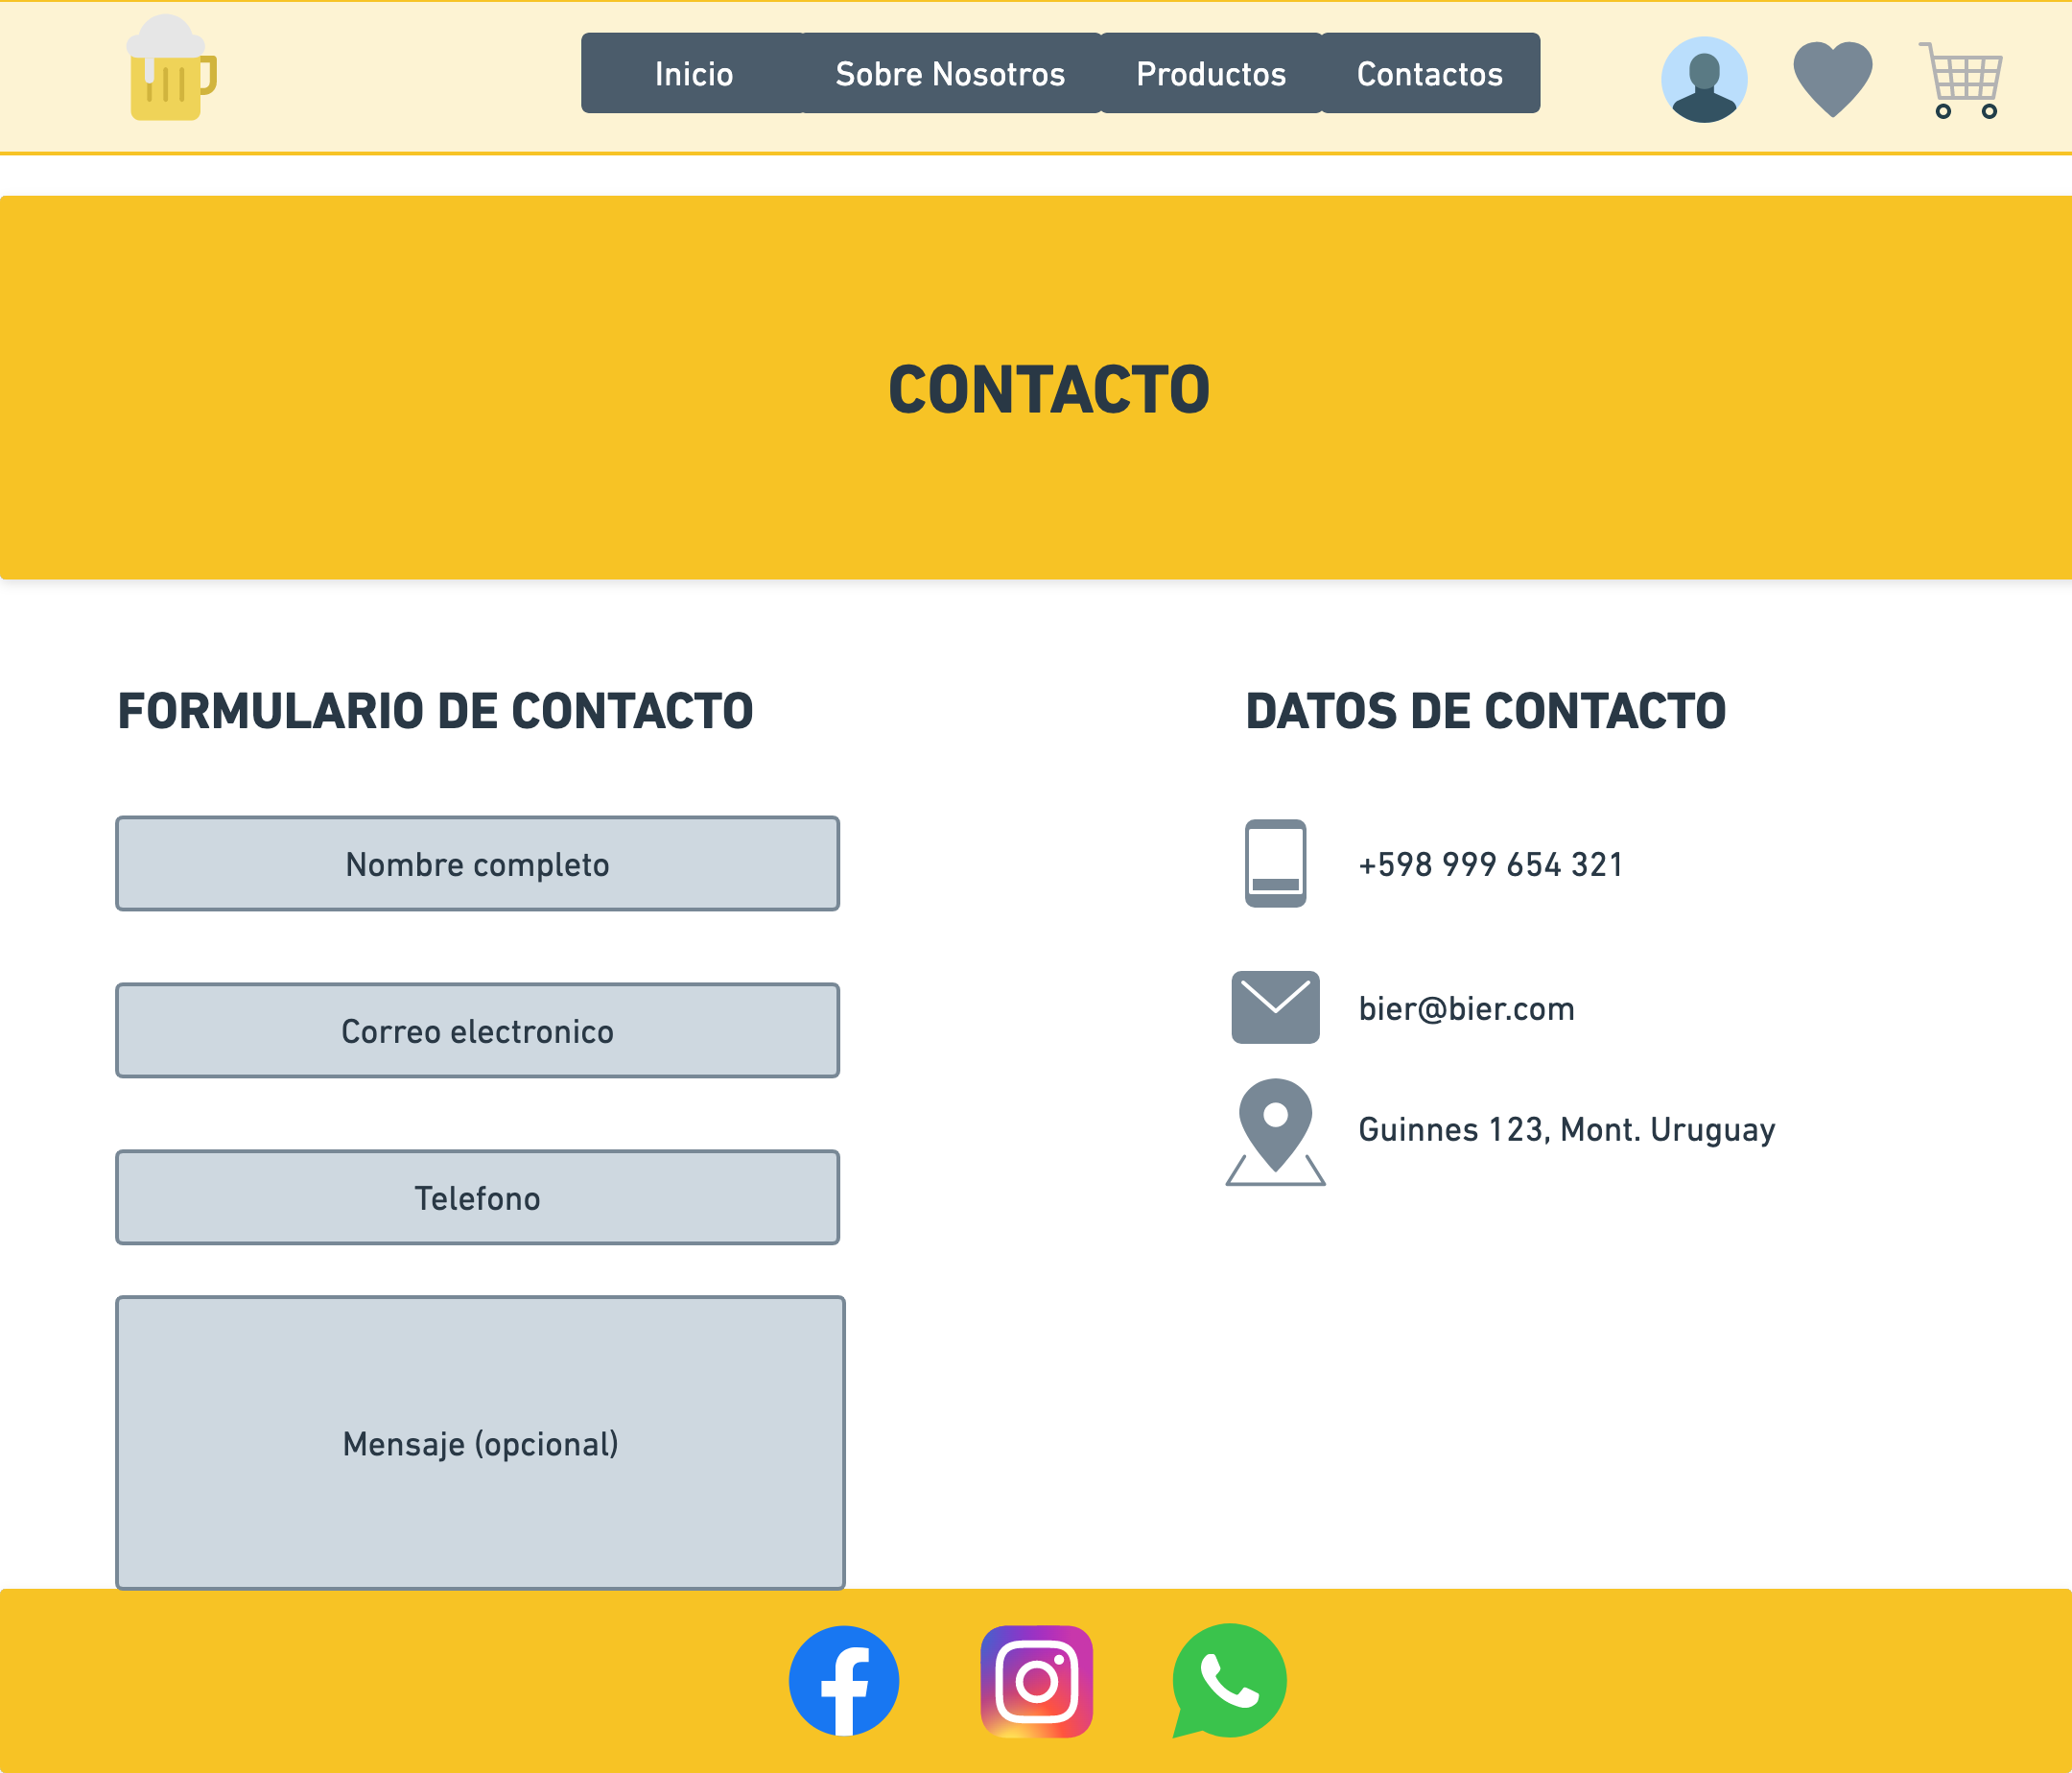 Inicio Sobre Nosotros Productos Contactos
CONTACTO
FORMULARIO DE CONTACTO
Nombre completo
Correo electronico
Telefono
Mensaje (opcional)
DATOS DE CONTACTO
+598 999 654 321
bier@bier.com
Guinnes 123, Mont. Uruguay